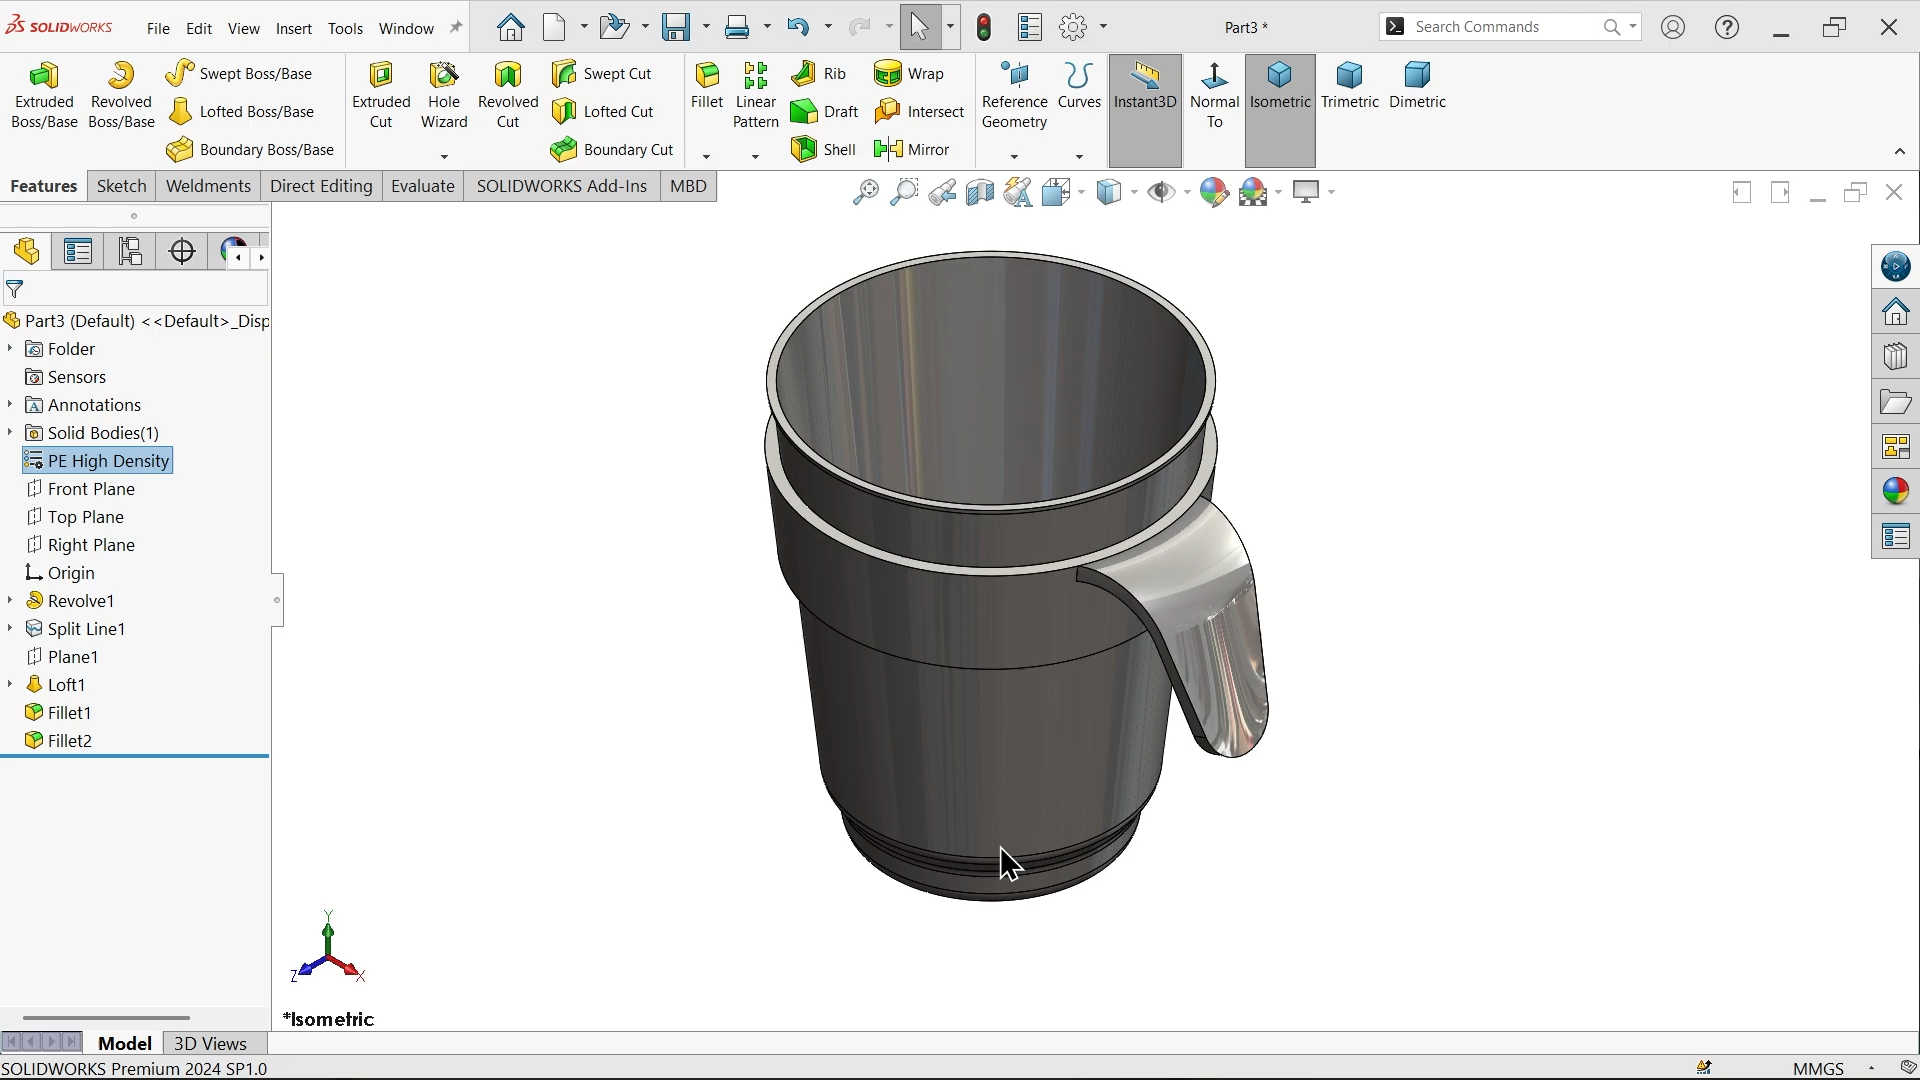 SOLIDWORKS File Edit View Insert Tools Window Part3 * Search Commands
Extruded Boss/Base
Revolved Boss/Base
Swept Boss/Base
Lofted Boss/Base
Boundary Boss/Base
Extruded Cut
Hole Wizard
Revolved Cut
Swept Cut
Lofted Cut
Boundary Cut
Fillet
Linear Pattern
Rib
Draft
Shell
Wrap
Intersect
Mirror
Reference Geometry
Curves
Instant3D
Normal To
Isometric
Trimetric
Dimetric
Features Sketch Weldments Direct Editing Evaluate SOLIDWORKS Add-Ins MBD
Part3 (Default) <<Default>_Disp
Folder
Sensors
Annotations
Solid Bodies(1)
PE High Density
Front Plane
Top Plane
Right Plane
Origin
Revolve1
Split Line1
Plane1
Loft1
Fillet1
Fillet2
Y
Z X
*Isometric
Model 3D Views
SOLIDWORKS Premium 2024 SP1.0 MMGS